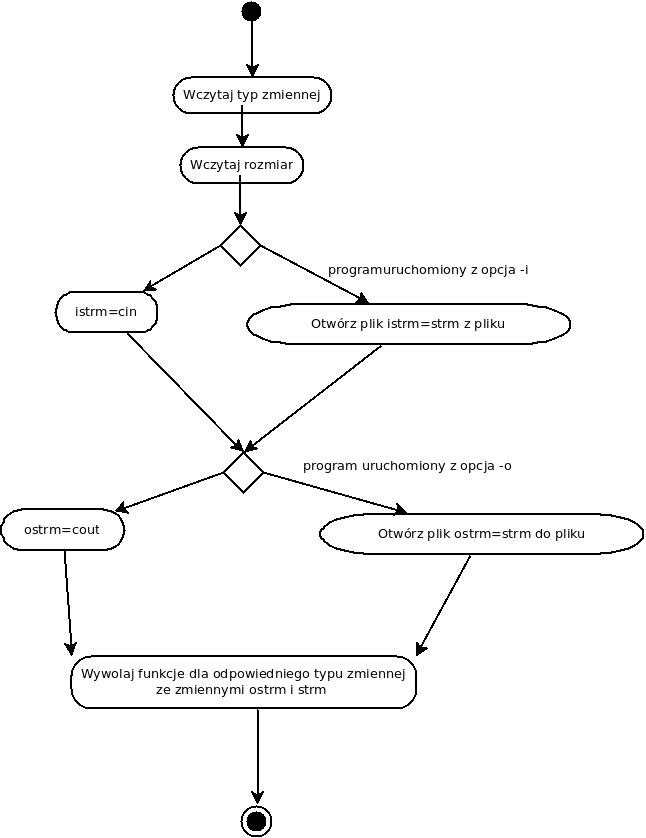 Wczytaj typ zmiennej
Wczytaj rozmiar
programuruchomiony z opcja -i
istrm=cin
Otwórz plik istrm=strm z pliku
program uruchomiony z opcja -o
ostrm=cout
Otwórz plik ostrm=strm do pliku
Wywolaj funkcje dla odpowiedniego typu zmiennej
ze zmiennymi ostrm i strm